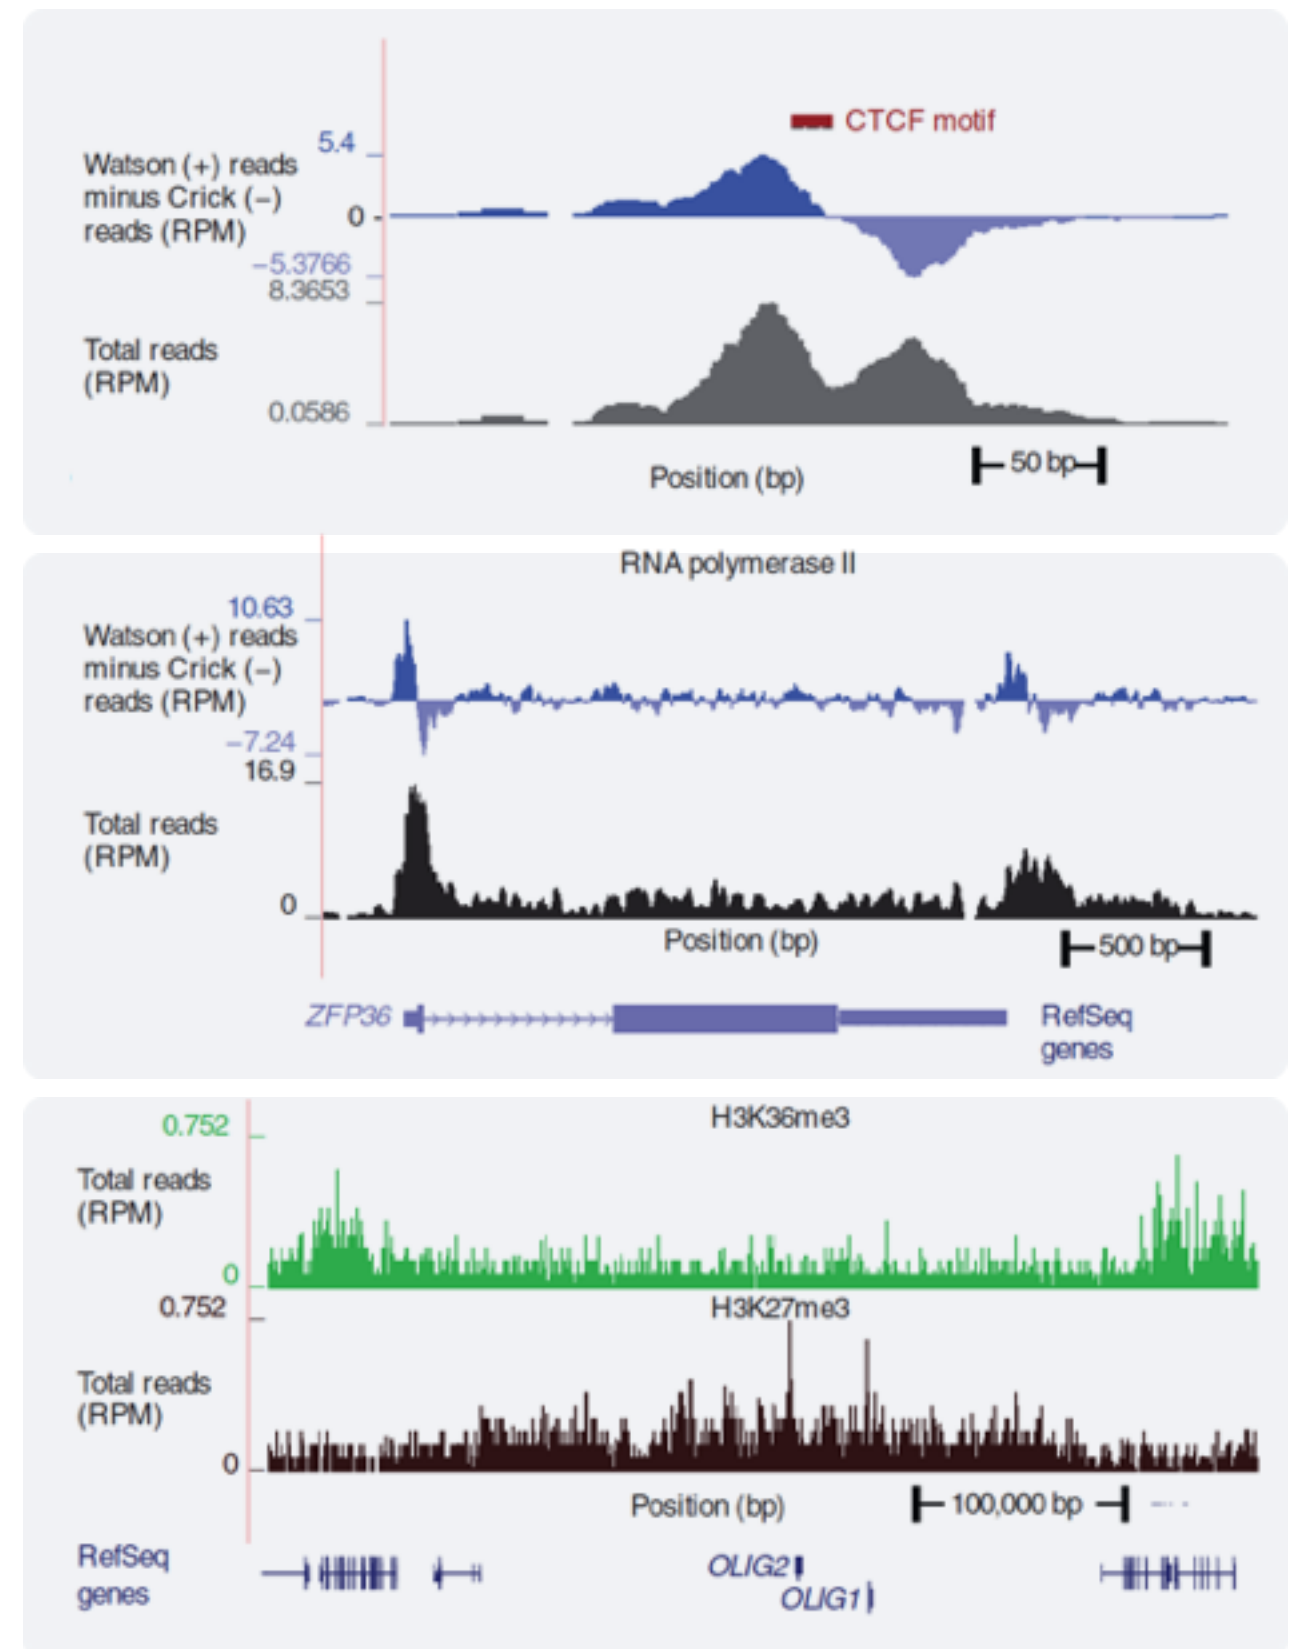 CTCF motif
5.4
Watson (+) reads
minus Crick (−)
reads (RPM)
0
−5.3766
8.3653
Total reads
(RPM)
0.0586
50 bp
Position (bp)
RNA polymerase II
10.63
Watson (+) reads
minus Crick (−)
reads (RPM)
−7.24
16.9
Total reads
(RPM)
0
Position (bp)
500 bp
ZFP36
RefSeq
genes
H3K36me3
0.752
Total reads
(RPM)
0
H3K27me3
0.752
Total reads
(RPM)
0
Position (bp)
100,000 bp
RefSeq
genes
OLIG2
OLIG1